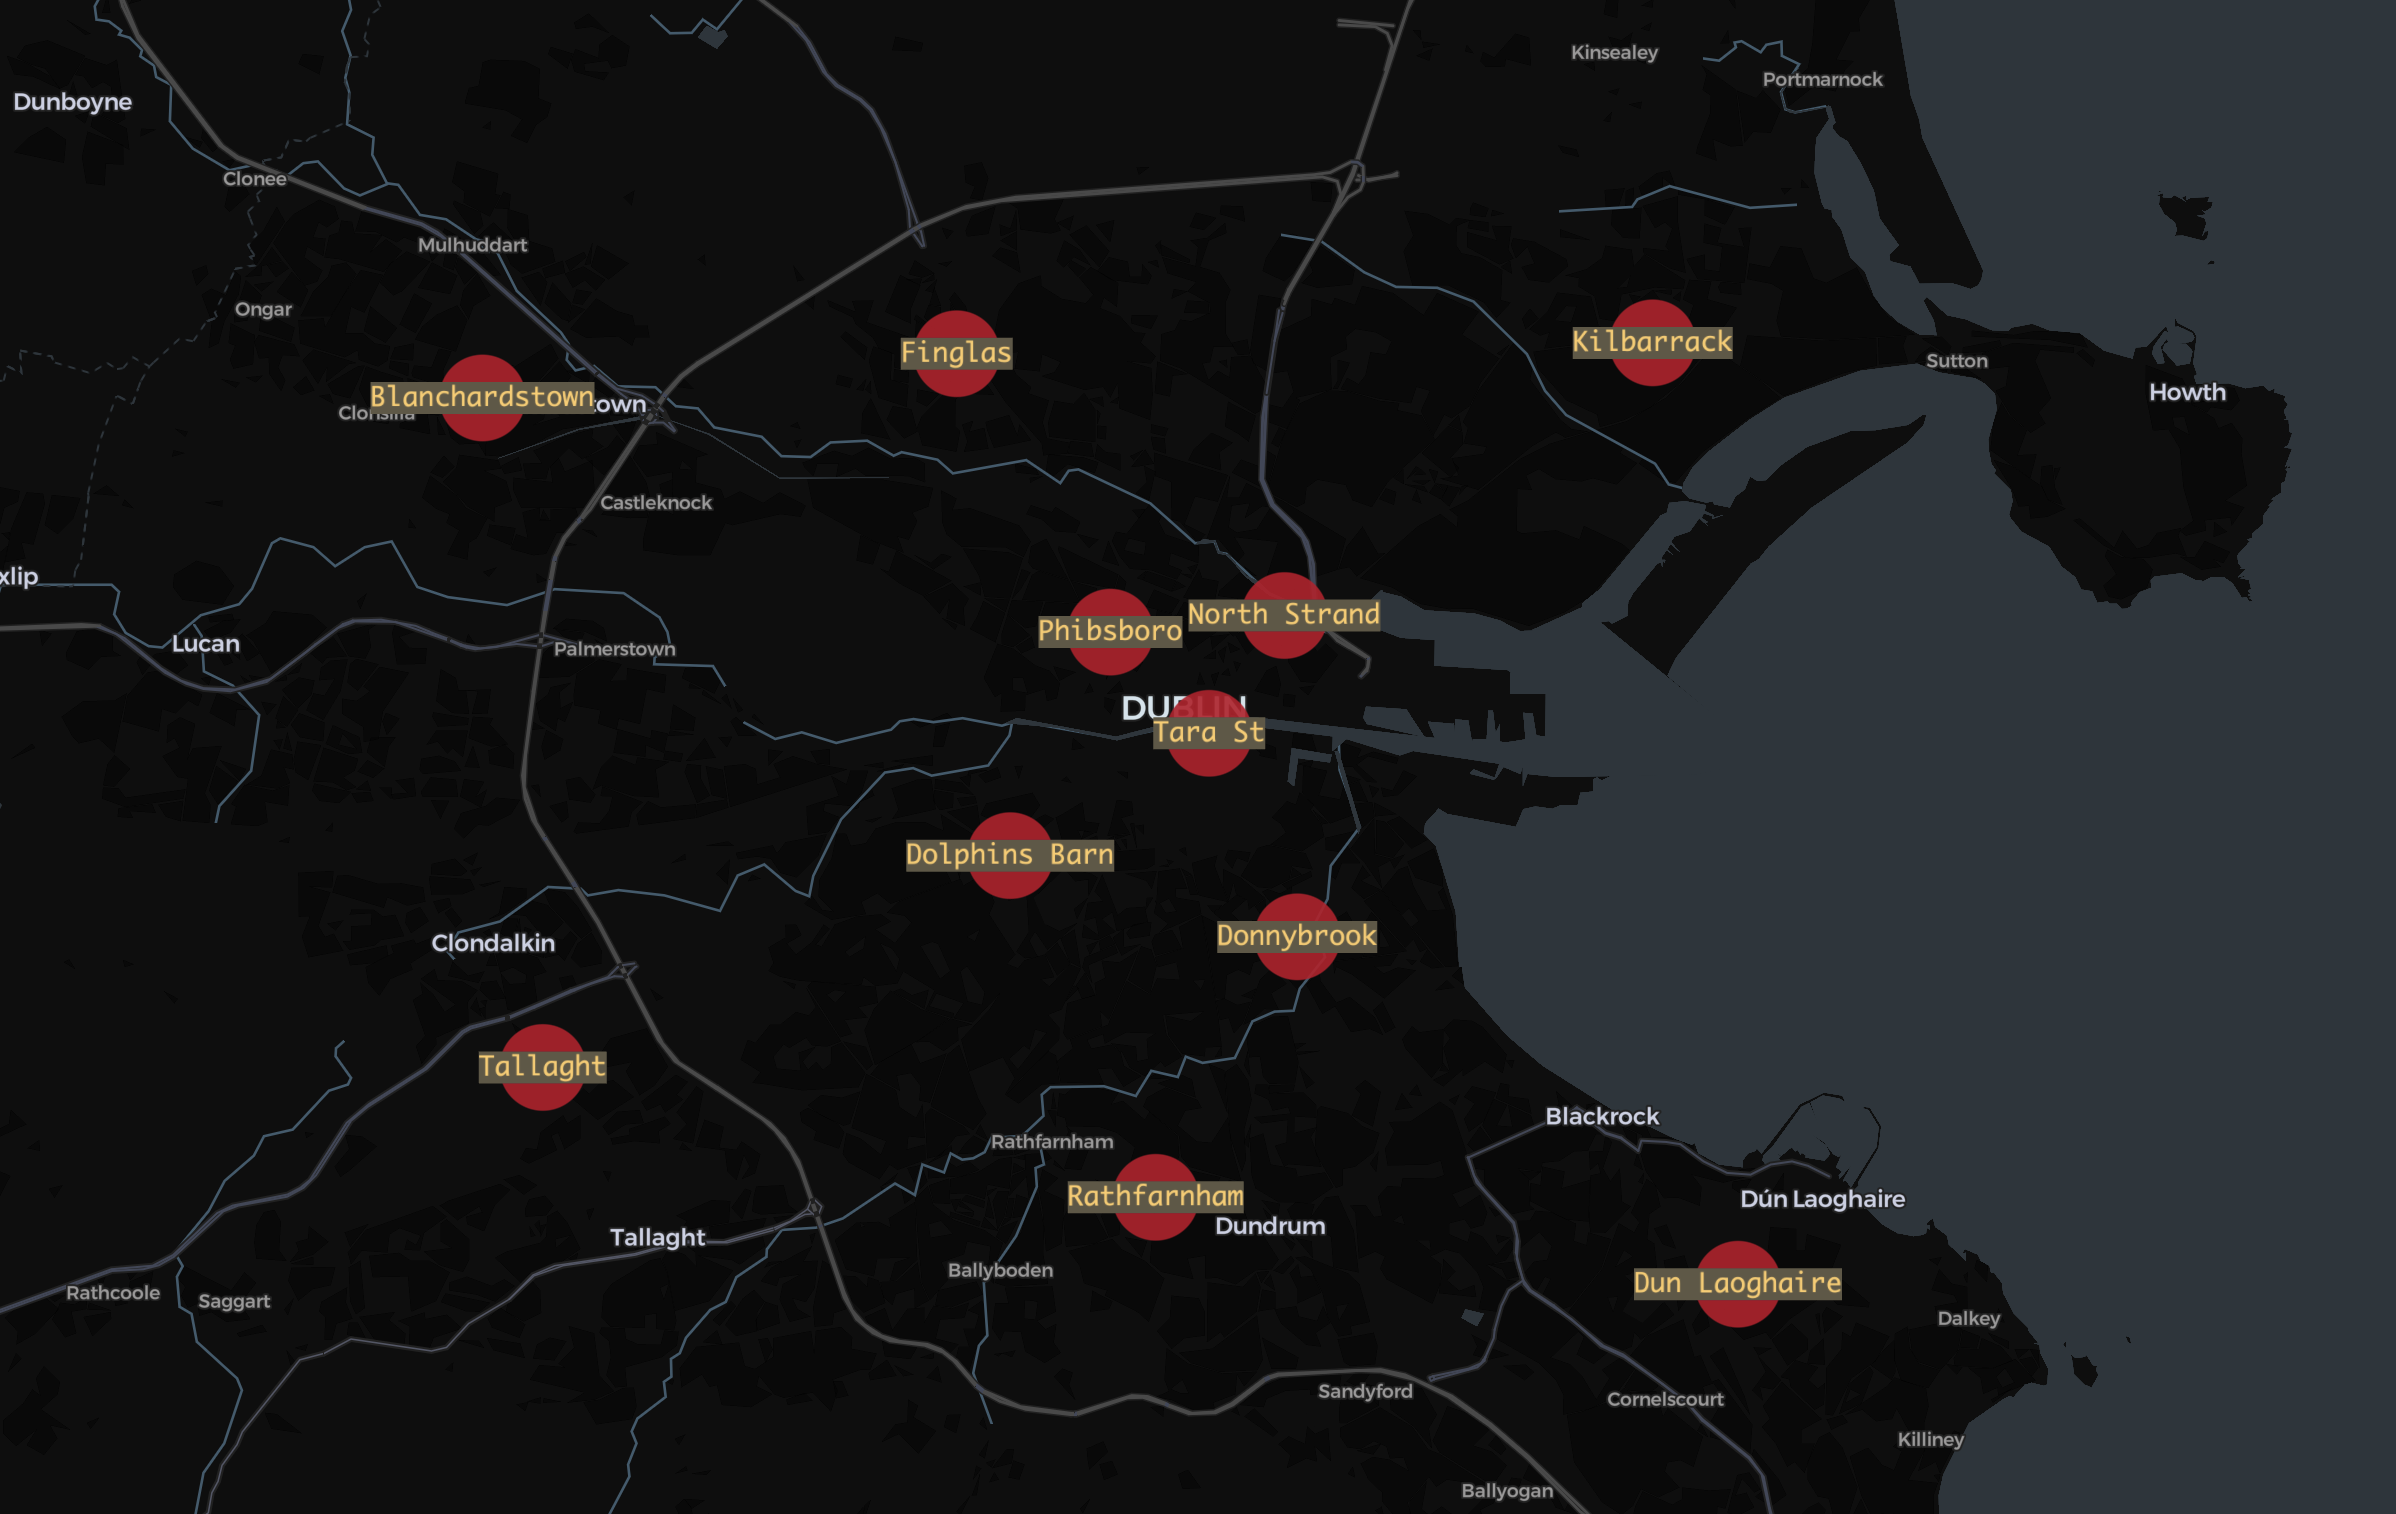 Kinsealey
Portmarnock
Dunboyne
Clonee
Mulhuddart
Ongar
Finglas
Kilbarrack
Sutton
Howth
Blanchardstown
town
Clonsilla
Castleknock
xlip
North Strand
Phibsboro
Lucan
Palmerstown
DUBLIN
Tara St
Dolphins Barn
Donnybrook
Clondalkin
Tallaght
Blackrock
Rathfarnham
Rathfarnham
Dún Laoghaire
Dundrum
Tallaght
Ballyboden
Dun Laoghaire
Rathcoole
Saggart
Dalkey
Sandyford
Cornelscourt
Killiney
Ballyogan